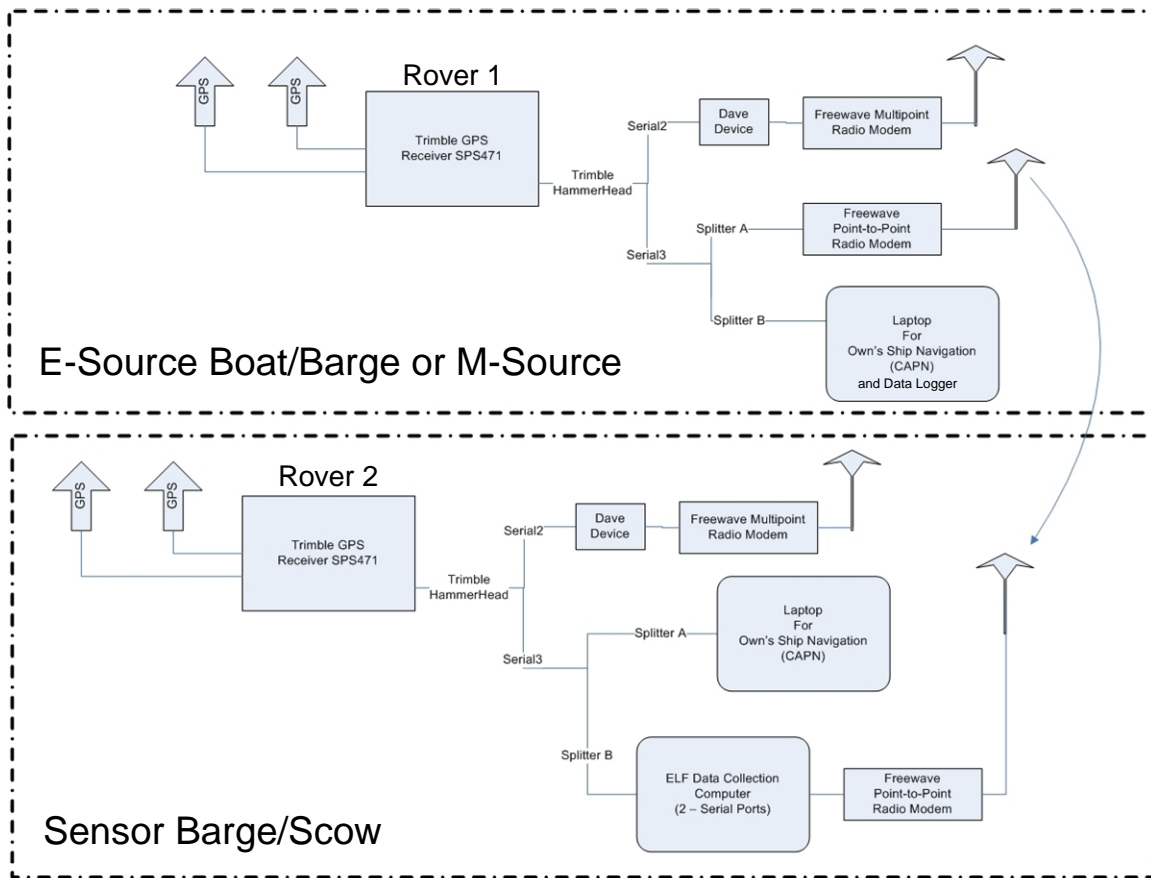 Rover 1
GPS
GPS
Trimble GPS
Receiver SPS471
Trimble
HammerHead
Serial2
Dave
Device
Freewave Multipoint
Radio Modem
Serial3
Splitter A
Freewave
Point-to-Point
Radio Modem
Splitter B
Laptop
For
Own's Ship Navigation
(CAPN)
and Data Logger
E-Source Boat/Barge or M-Source
Rover 2
GPS
GPS
Trimble GPS
Receiver SPS471
Trimble
HammerHead
Serial2
Dave
Device
Freewave Multipoint
Radio Modem
Serial3
Splitter A
Laptop
For
Own's Ship Navigation
(CAPN)
Splitter B
ELF Data Collection
Computer
(2 – Serial Ports)
Freewave
Point-to-Point
Radio Modem
Sensor Barge/Scow